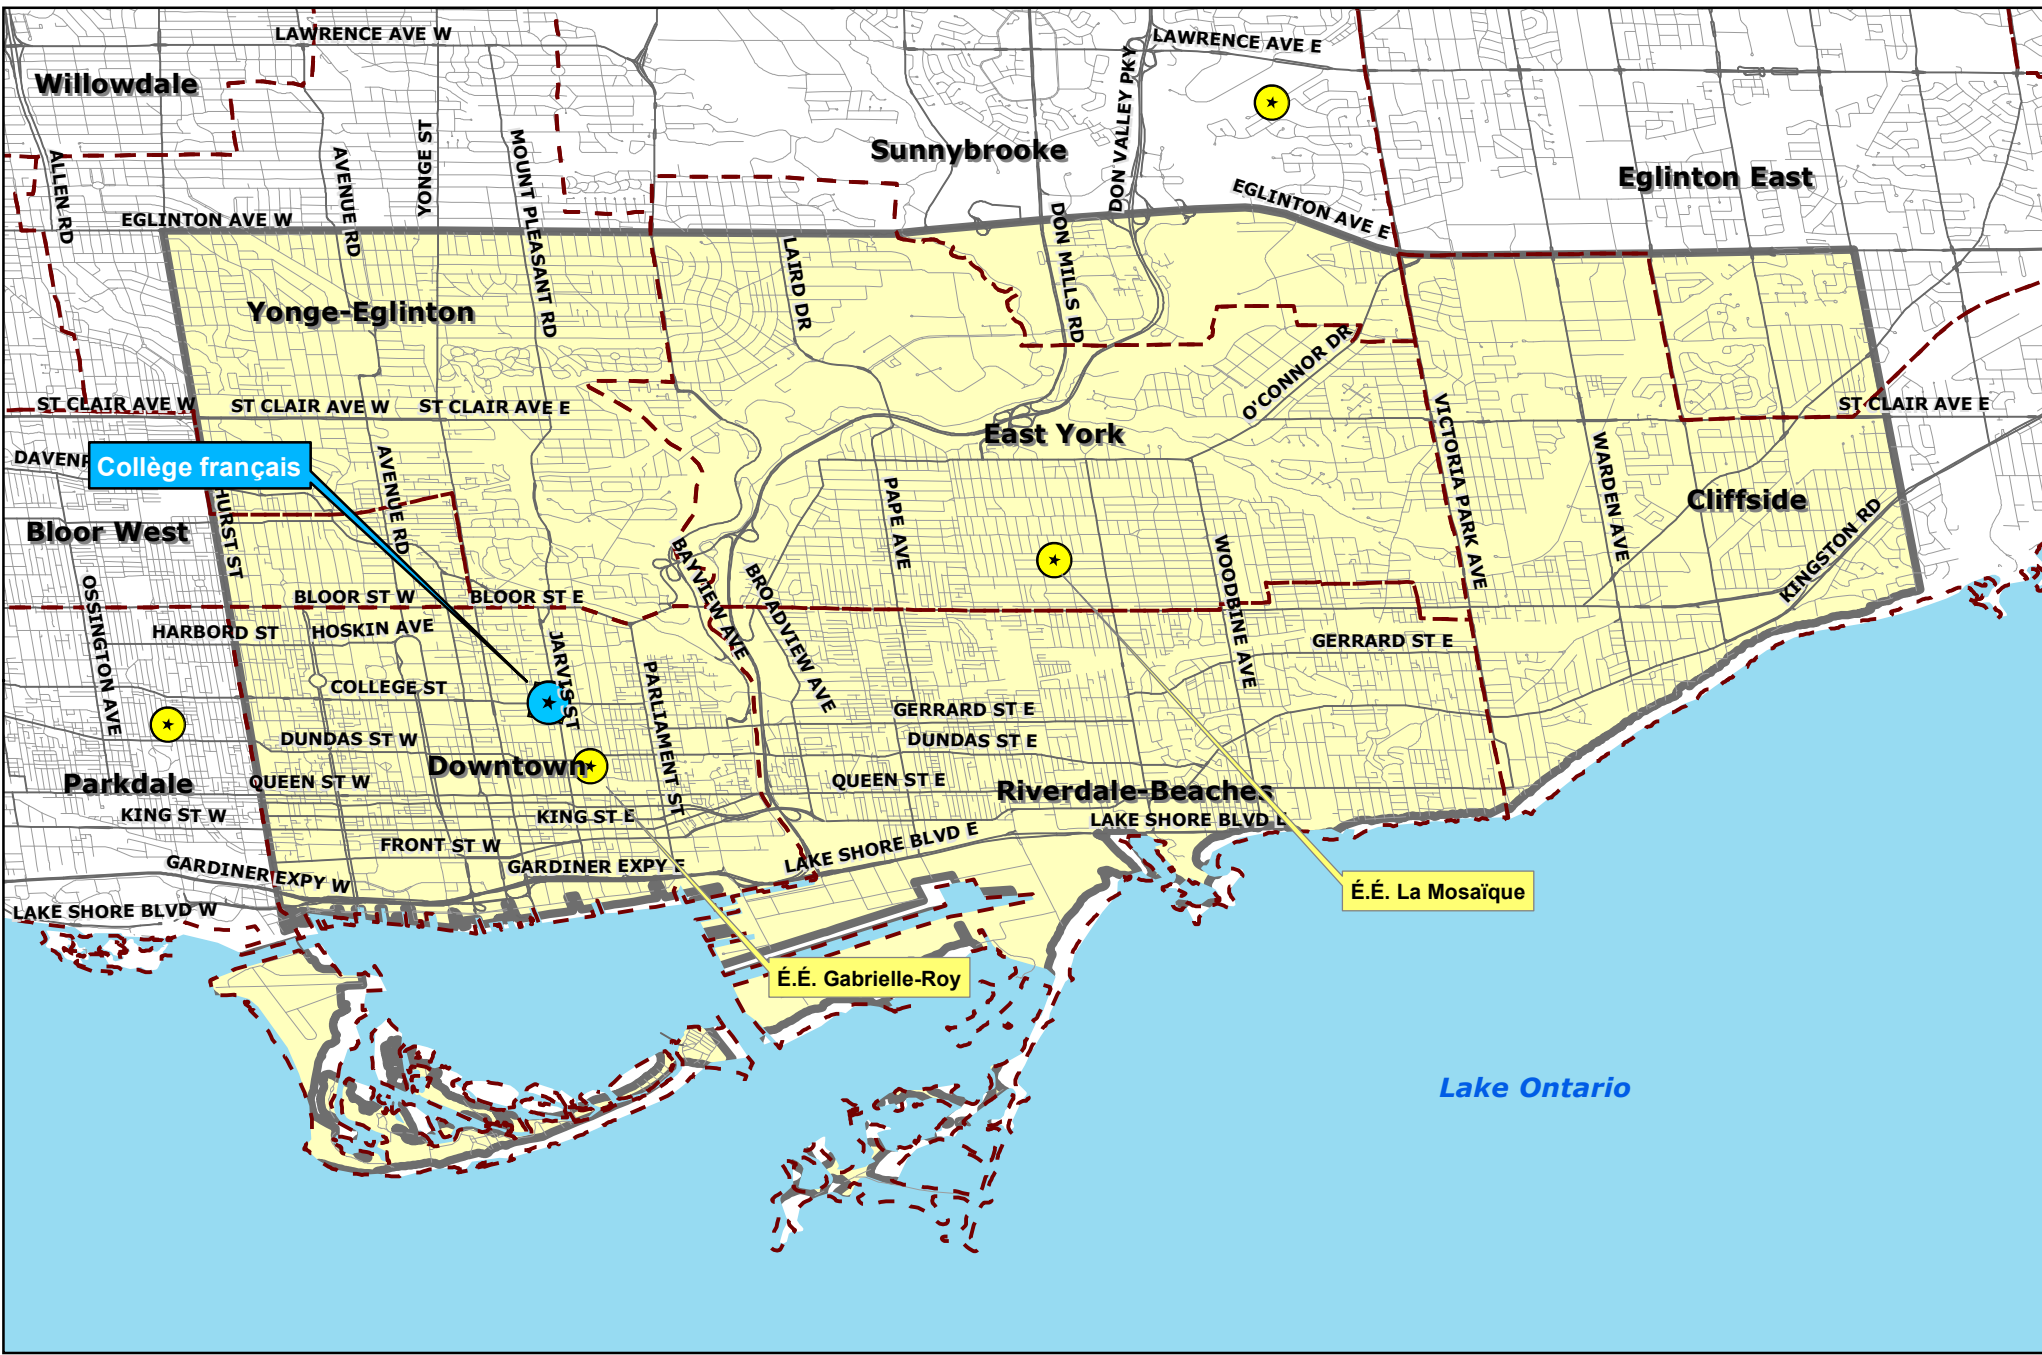 LAWRENCE AVE W
LAWRENCE AVE E
Willowdale
DON VALLEY PKY
Sunnybrooke
Eglinton East
ALLEN RD
AVENUE RD
YONGE ST
MOUNT PLEASANT RD
EGLINTON AVE W
EGLINTON AVE E
LAIRD DR
DON MILLS RD
Yonge-Eglinton
O'CONNOR DR
ST CLAIR AVE W
ST CLAIR AVE W
ST CLAIR AVE E
ST CLAIR AVE E
East York
VICTORIA PARK AVE
WARDEN AVE
Collège français
AVENUE RD
PAPE AVE
Cliffside
KINGSTON RD
Bloor West
HURST ST
BAYVIEW AVE
BROADVIEW AVE
WOODBINE AVE
OSSINGTON AVE
BLOOR ST W
BLOOR ST E
HARBORD ST
HOSKIN AVE
JARVIS ST
GERRARD ST E
PARLIAMENT ST
COLLEGE ST
GERRARD ST E
DUNDAS ST W
DUNDAS ST E
Downtown
Parkdale
QUEEN ST W
QUEEN ST E
Riverdale-Beaches
KING ST W
KING ST E
LAKE SHORE BLVD E
FRONT ST W
LAKE SHORE BLVD E
GARDINER EXPY W
GARDINER EXPY E
É.É. La Mosaïque
LAKE SHORE BLVD W
É.É. Gabrielle-Roy
Lake Ontario